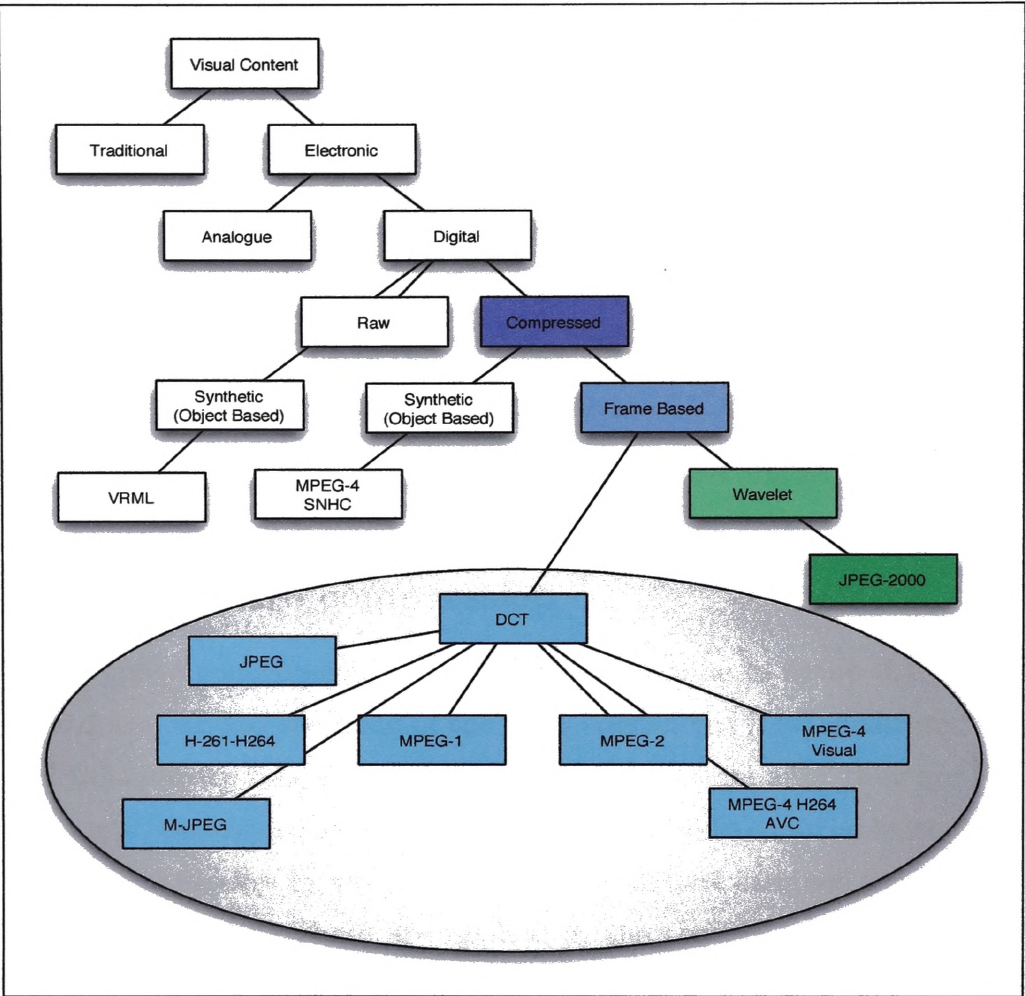 Visual Content
Traditional
Electronic
Analogue
Digital
Raw
Compressed
Synthetic
(Object Based)
Synthetic
(Object Based)
Frame Based
VRML
MPEG-4
SNHC
Wavelet
JPEG-2000
DCT
JPEG
H-261-H264
MPEG-1
MPEG-2
MPEG-4
Visual
M-JPEG
MPEG-4 H264
AVC